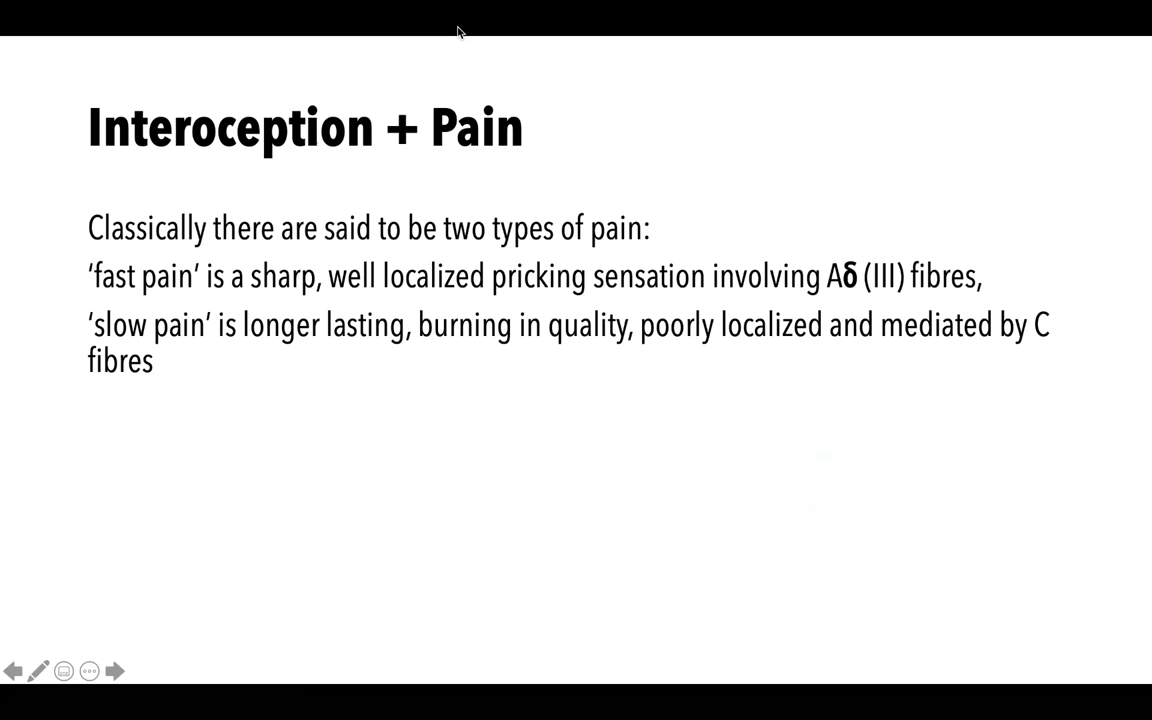 Interoception + Pain
Classically there are said to be two types of pain:
‘fast pain’ is a sharp, well localized pricking sensation involving Aδ (III) fibres,
‘slow pain’ is longer lasting, burning in quality, poorly localized and mediated by C
fibres